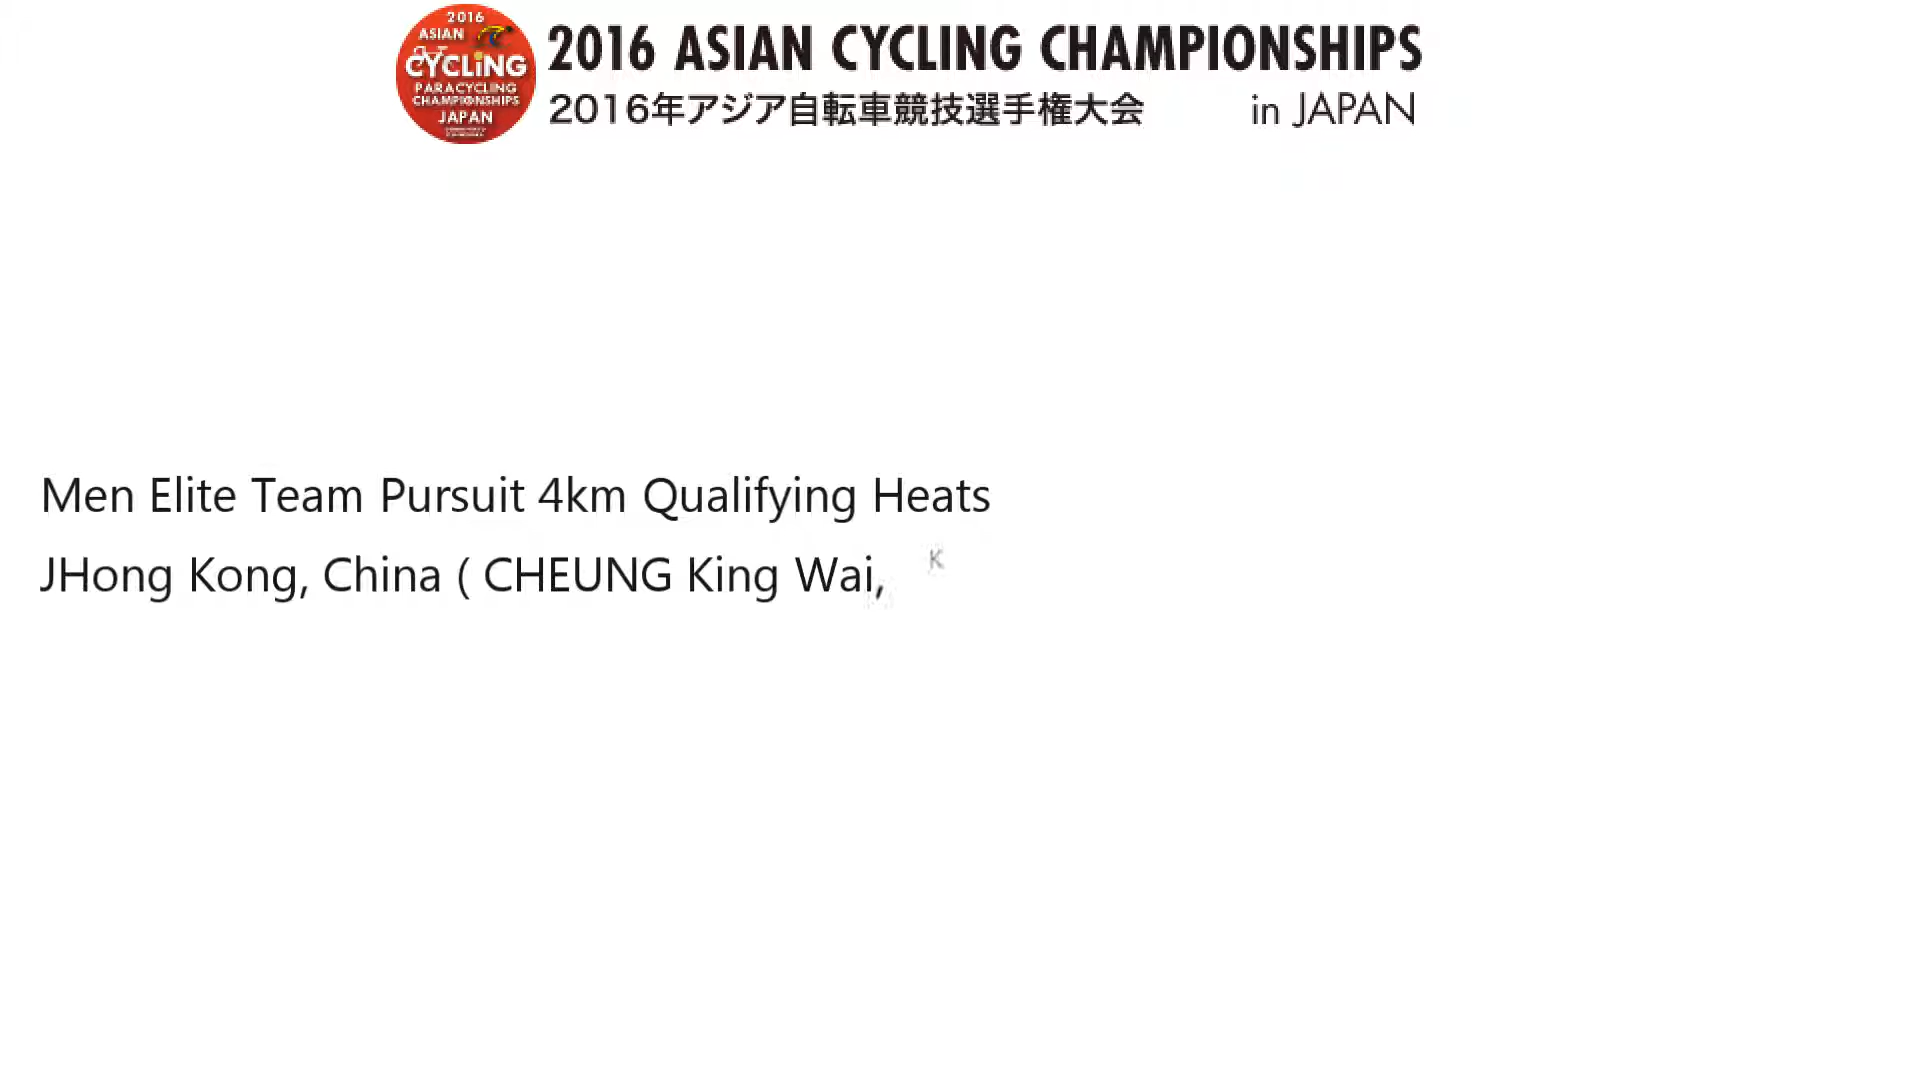 2016
ASIAN
CYCLING
PARACYCLING
CHAMPIONSHIPS
JAPAN
2016 ASIAN CYCLING CHAMPIONSHIPS
2016年アジア自転車競技選手権大会 in JAPAN
Men Elite Team Pursuit 4km Qualifying Heats
JHong Kong, China ( CHEUNG King Wai, K